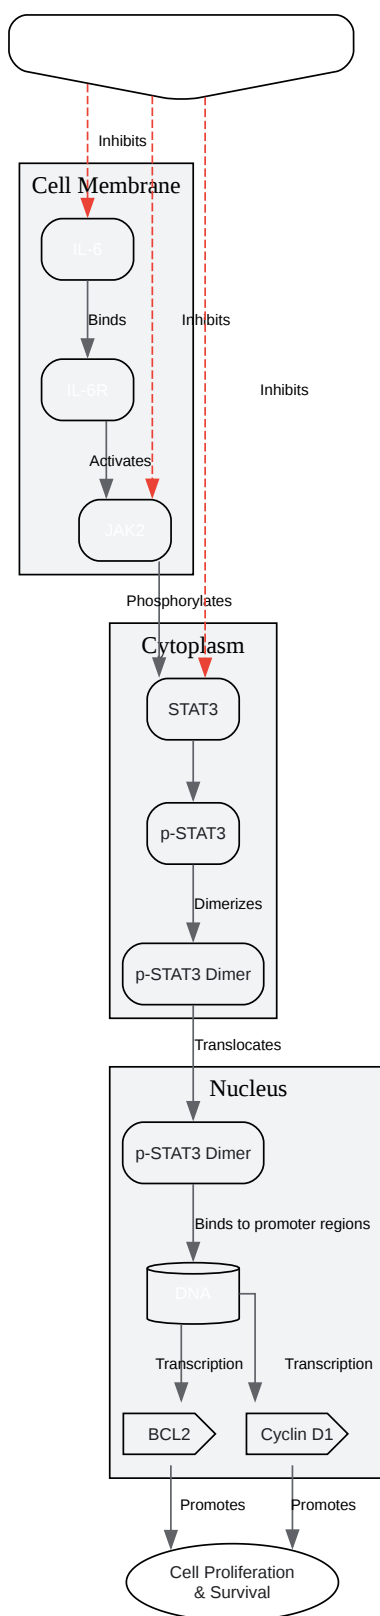 Inhibits
Cell Membrane
IL-6
Binds
Inhibits
IL-6R
Inhibits
Activates
JAK2
Phosphorylates
Cytoplasm
STAT3
p-STAT3
Dimerizes
p-STAT3 Dimer
Translocates
Nucleus
p-STAT3 Dimer
Binds to promoter regions
DNA
Transcription
Transcription
BCL2
Cyclin D1
Promotes
Promotes
Cell Proliferation
& Survival